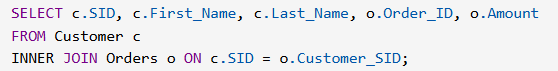 SELECT c.SID, c.First_Name, c.Last_Name, o.Order_ID, o.Amount
FROM Customer c
INNER JOIN Orders o ON c.SID = o.Customer_SID;